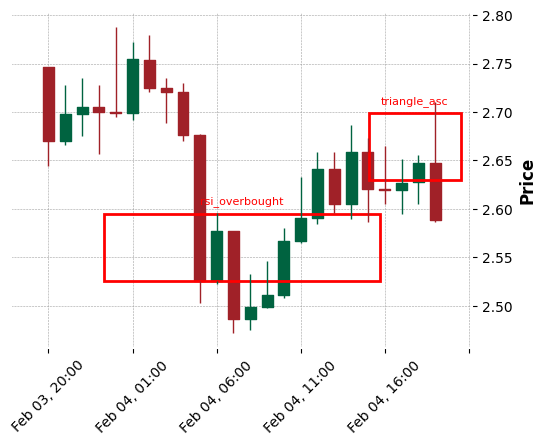 2.80
2.75
triangle_asc
2.70
2.65
Price
si_overbought
2.60
2.55
2.50
Feb 03, 20:00
Feb 04, 01:00
Feb 04, 06:00
Feb 04, 11:00
Feb 04, 16:00